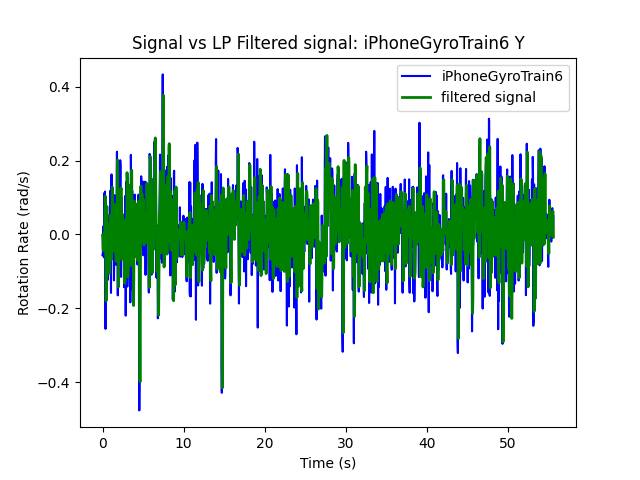 Signal vs LP Filtered signal: iPhoneGyroTrain6 Y
iPhoneGyroTrain6
filtered signal
Rotation Rate (rad/s)
0.4
0.2
0.0
−0.2
−0.4
0 10 20 30 40 50
Time (s)